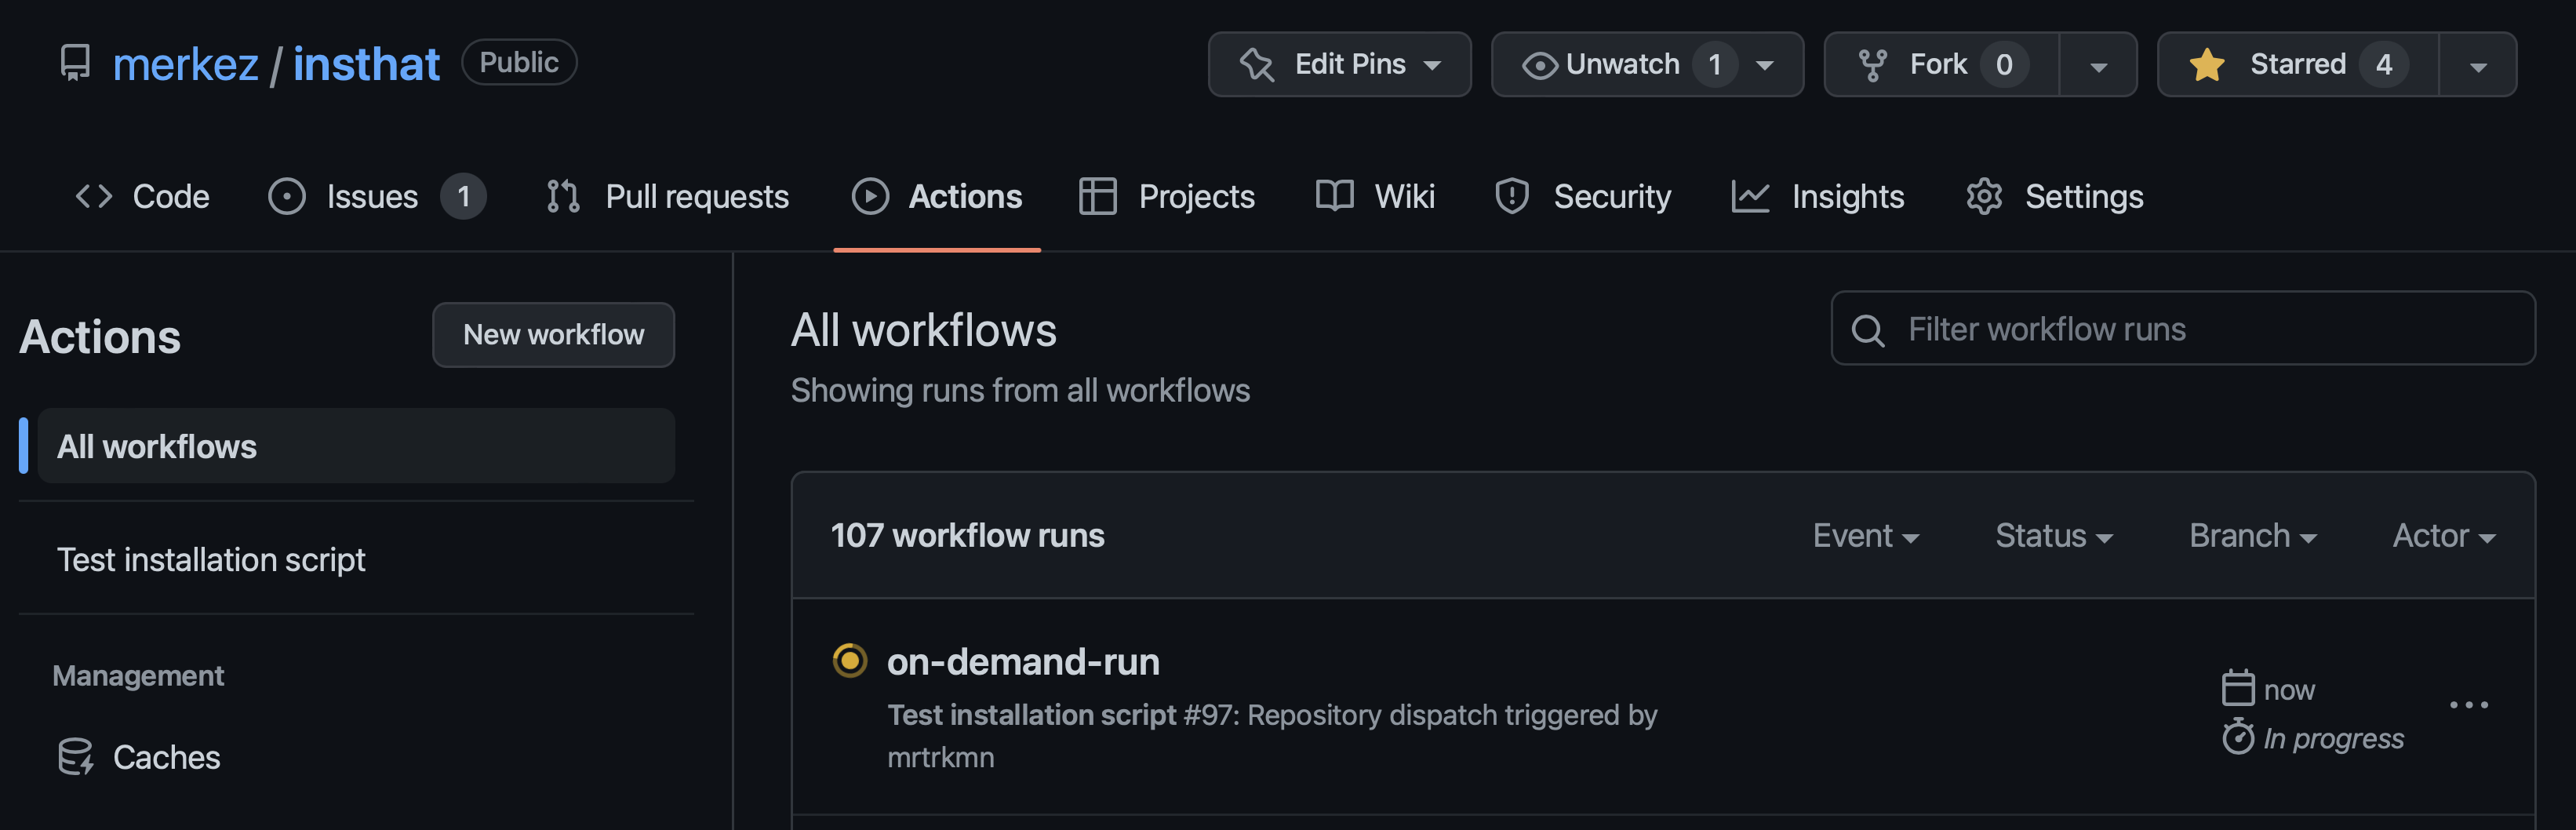 merkez / insthat Public
Edit Pins
Unwatch 1
Fork 0
Starred 4
Code
Issues 1
Pull requests
Actions
Projects
Wiki
Security
Insights
Settings
Actions
New workflow
All workflows
Test installation script
Management
Caches
All workflows
Showing runs from all workflows
Filter workflow runs
107 workflow runs
Event
Status
Branch
Actor
on-demand-run
Test installation script #97: Repository dispatch triggered by
mrtrkmn
now
In progress